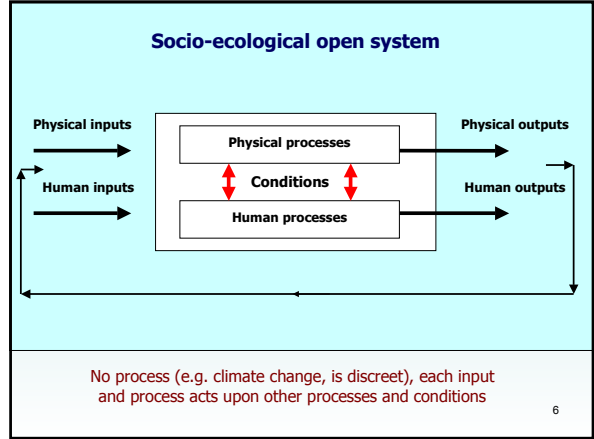 Socio-ecological open system
Physical inputs
Physical outputs
Physical processes
Human inputs
Conditions
Human outputs
Human processes
No process (e.g. climate change, is discreet), each input
and process acts upon other processes and conditions
6